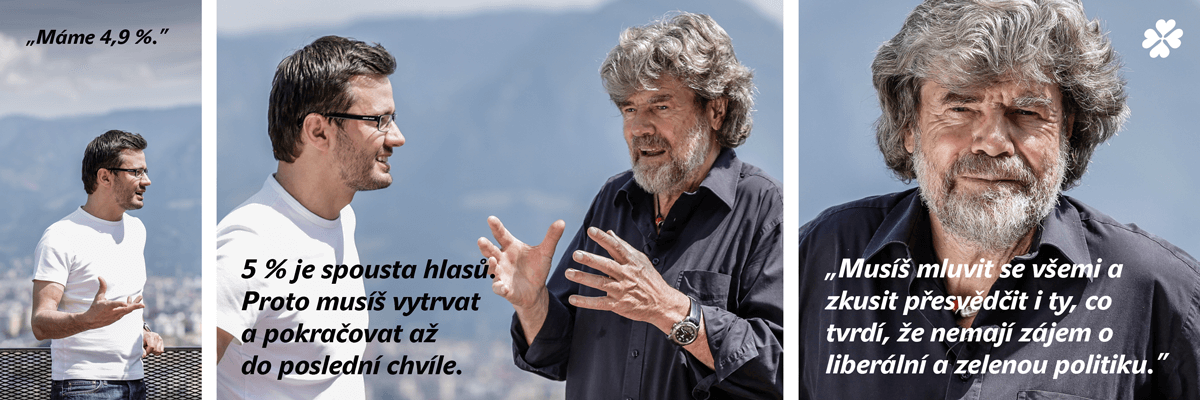 „Máme 4,9 %.”
5 % je spousta hlasů.
Proto musíš vytrvat
a pokračovat až
do poslední chvíle.
„Musíš mluvit se všemi a
zkusit přesvědčit i ty, co
tvrdí, že nemají zájem o
liberální a zelenou politiku.”